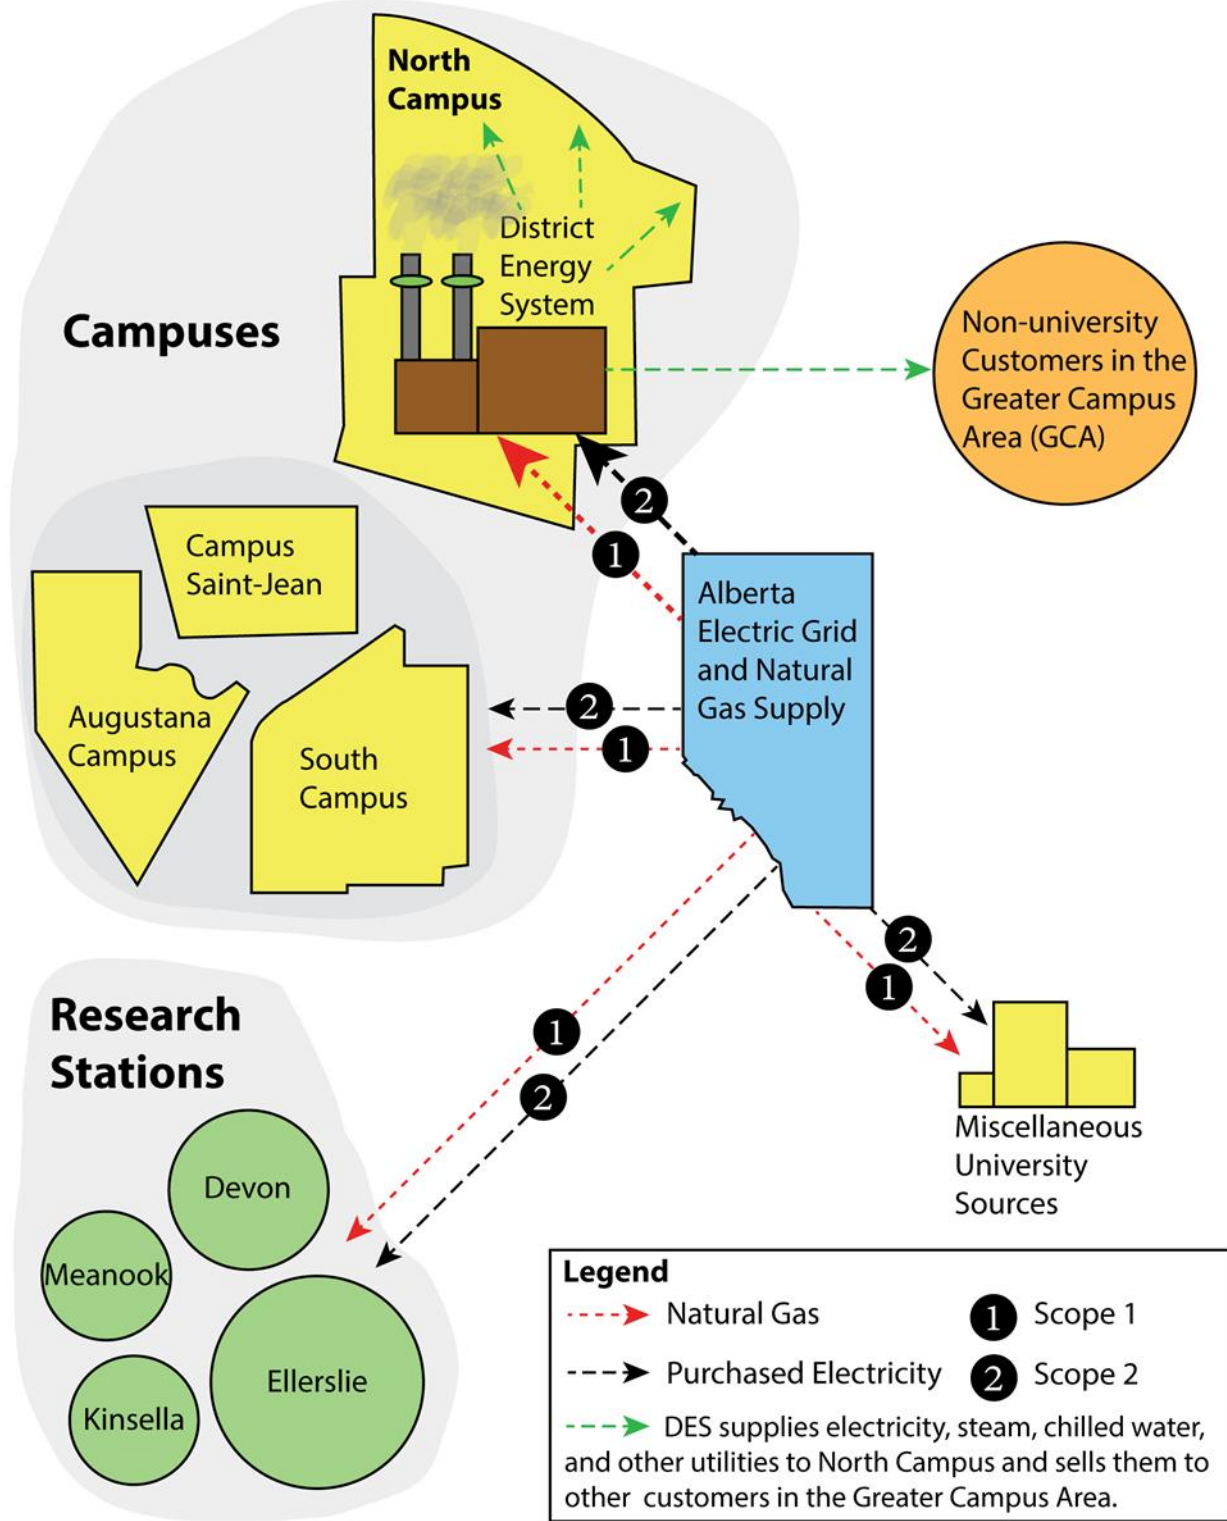 North
Campus
District
Energy
System
Campuses
Non-university
Customers in the
Greater Campus
Area (GCA)
2
1
Campus
Saint-Jean
Alberta
Electric Grid
and Natural
Gas Supply
Augustana
Campus
South
Campus
2
1
2
1
Research
Stations
1
2
Devon
Meanook
Ellerslie
Kinsella
Miscellaneous
University
Sources
Legend
Natural Gas
1 Scope 1
Purchased Electricity
2 Scope 2
DES supplies electricity, steam, chilled water,
and other utilities to North Campus and sells them to
other customers in the Greater Campus Area.